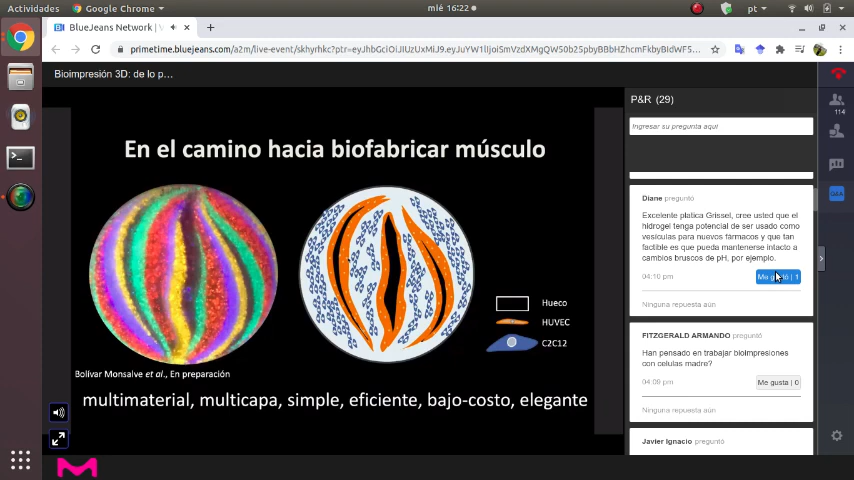 Actividades
Google Chrome
mié 16:22
pt
BlueJeans Network | V
primetime.bluejeans.com/a2m/live-event/skhyrhkc?ptr=eyJhbGciOiJIUzUxMiJ9.eyJuYW1lIjoiSmVzdXMgQW50b25pbyBBbHZhcmFkbyBIdWF5...
Bioimpresión 3D: de lo p...
P&R (29)
114
Ingresar su pregunta aquí
En el camino hacia biofabricar músculo
Q&A
Diane preguntó
Excelente platica Grissel, cree usted que el
hidrogel tenga potencial de ser usado como
vesículas para nuevos fármacos y que tan
factible es que pueda mantenerse intacto a
cambios bruscos de pH, por ejemplo.
04:10 pm
Me gustó | 1
Ninguna repuesta aún
Hueco
HUVEC
C2C12
FITZGERALD ARMANDO preguntó
Han pensado en trabajar bioimpresiones
con celulas madre?
04:09 pm
Me gusta | 0
Ninguna repuesta aún
Bolívar Monsalve et al., En preparación
multimaterial, multicapa, simple, eficiente, bajo-costo, elegante
Javier Ignacio preguntó